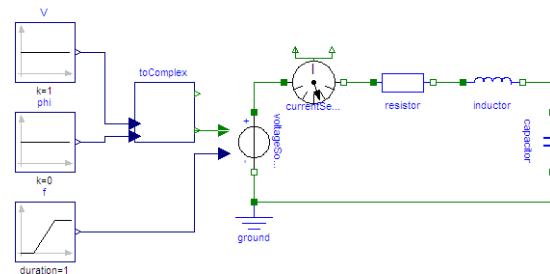 V
k=1
phi
toComplex
k=0
f
duration=1
+
-
voltageSo...
currentSe...
resistor
inductor
capacitor
ground